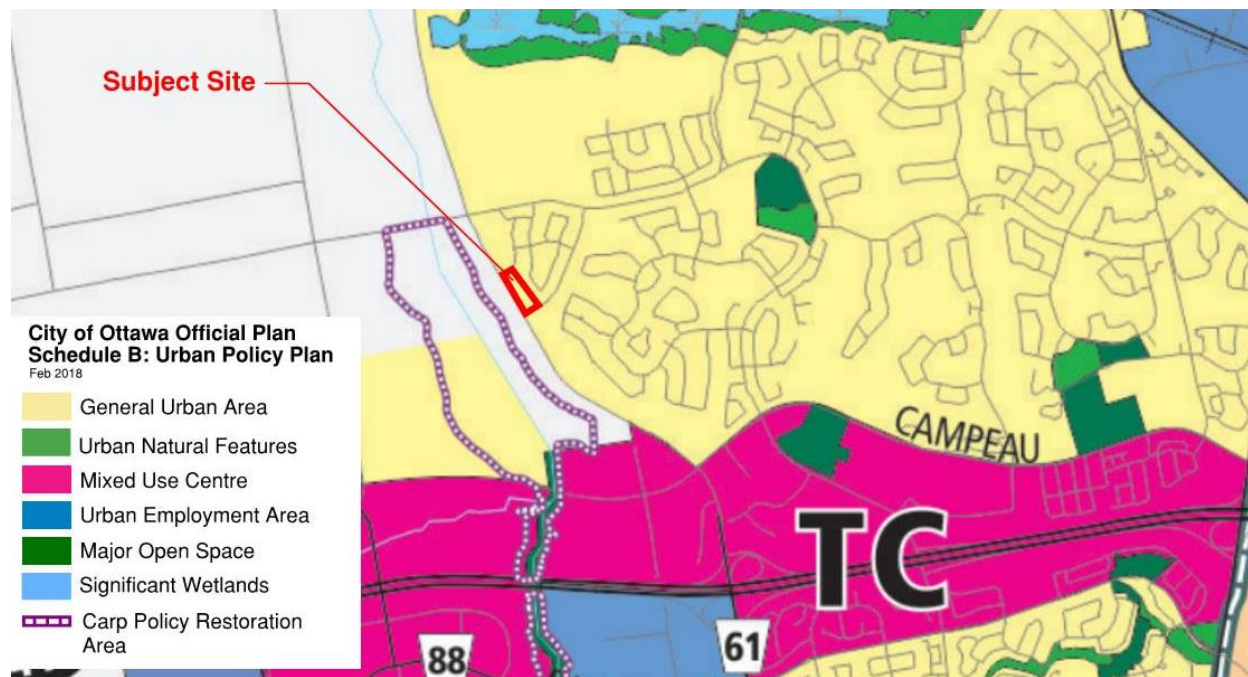 Subject Site
City of Ottawa Official Plan
Schedule B: Urban Policy Plan
Feb 2018
General Urban Area
Urban Natural Features
Mixed Use Centre
Urban Employment Area
Major Open Space
Significant Wetlands
Carp Policy Restoration
Area
CAMPEAU
TC
88
61